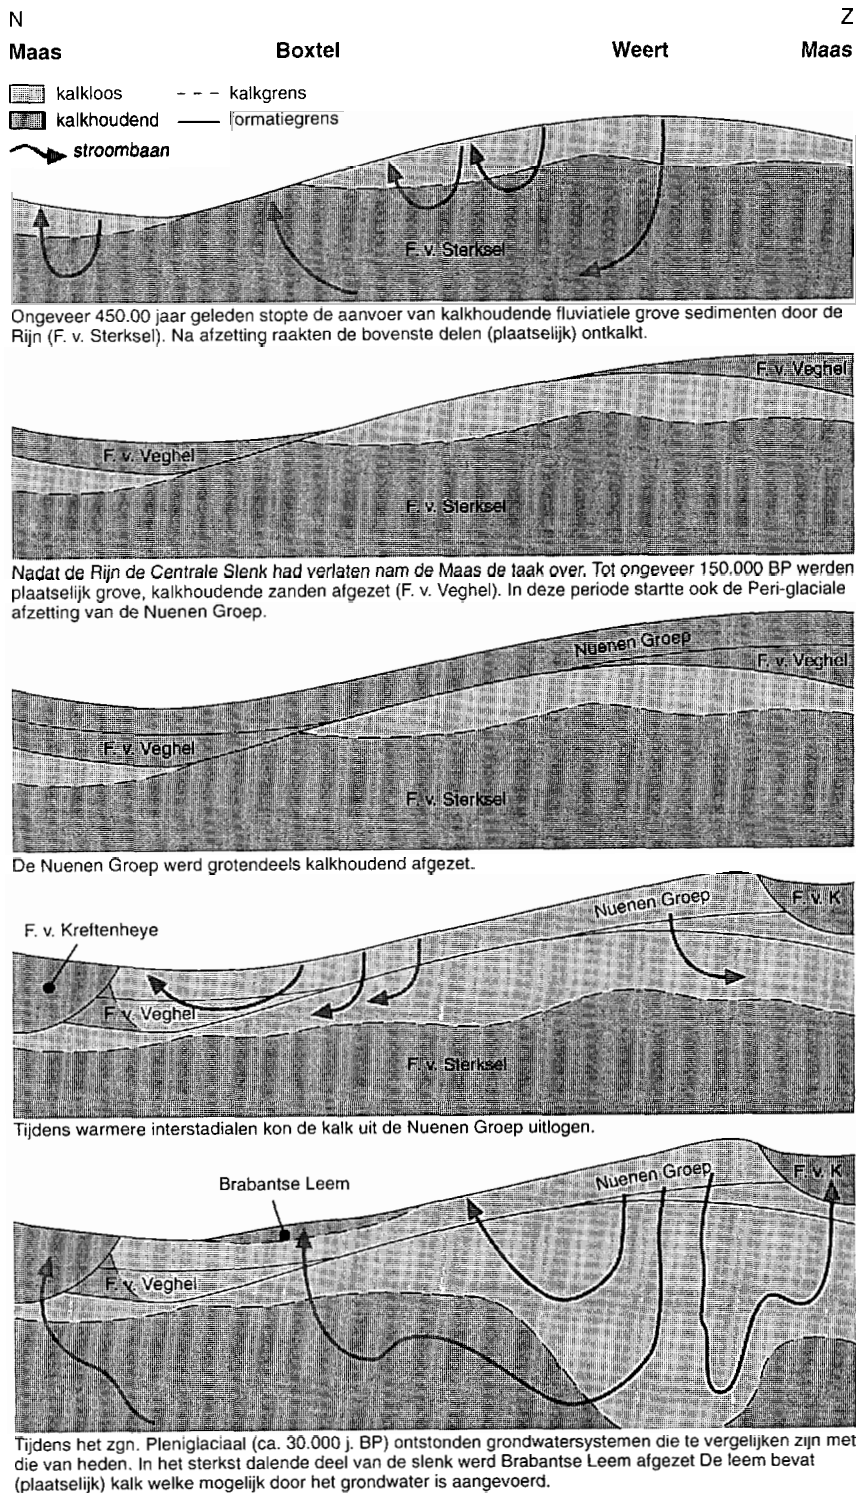 N Z
Maas Boxtel Weert Maas
kalkloos - - - kalkgrens
kalkhoudend — formatiegrens
stroombaan
F. v. Sterksel
Ongeveer 450.00 jaar geleden stopte de aanvoer van kalkhoudende fluviatiele grove sedimenten door de
Rijn (F. v. Sterksel). Na afzetting raakten de bovenste delen (plaatselijk) ontkalkt.
F. v. Veghel
F. v. Veghel
F. v. Sterksel
Nadat de Rijn de Centrale Slenk had verlaten nam de Maas de taak over. Tot ongeveer 150.000 BP werden
plaatselijk grove, kalkhoudende zanden afgezet (F. v. Veghel). In deze periode startte ook de Peri-glaciale
afzetting van de Nuenen Groep.
Nuenen Groep
F. v. Veghel
F. v. Veghel
F. v. Sterksel
De Nuenen Groep werd grotendeels kalkhoudend afgezet.
F. v. K
Nuenen Groep
F. v. Kreftenheye
F. v. Veghel
F. v. Sterksel
Tijdens warmere interstadialen kon de kalk uit de Nuenen Groep uitlogen.
Nuenen Groep F. v. K
Brabantse Leem
F. v. Veghel
Tijdens het zgn. Pleniglaciaal (ca. 30.000 j. BP) ontstonden grondwatersystemen die te vergelijken zijn met
die van heden. In het sterkst dalende deel van de slenk werd Brabantse Leem afgezet De leem bevat
(plaatselijk) kalk welke mogelijk door het grondwater is aangevoerd.